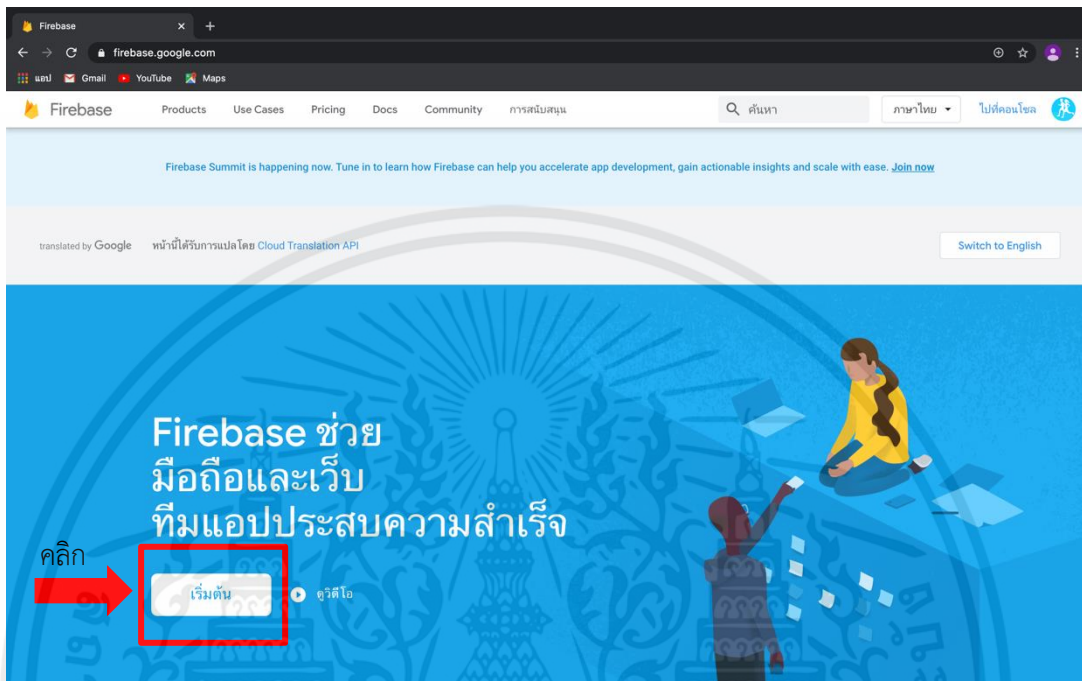 Firebase
firebase.google.com
แอป Gmail YouTube Maps
Firebase Products Use Cases Pricing Docs Community การสนับสนุน ค้นหา ภาษาไทย ไปที่คอนโซล
Firebase Summit is happening now. Tune in to learn how Firebase can help you accelerate app development, gain actionable insights and scale with ease. Join now
translated by Google หน้านี้ได้รับการแปลโดย Cloud Translation API Switch to English
Firebase ช่วย
มือถือและเว็บ
ทีมแอปประสบความสำเร็จ
คลิก
เริ่มต้น ดูวิดีโอ